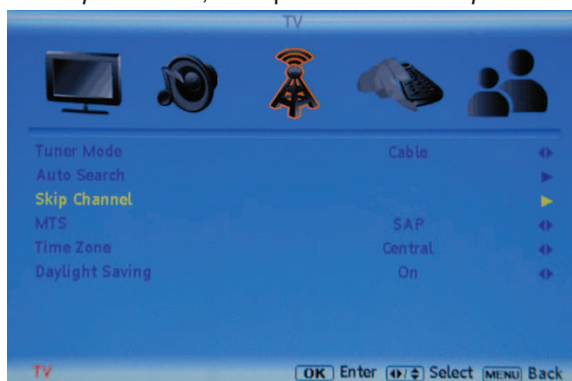 TV
Tuner Mode Cable
Auto Search
Skip Channel
MTS SAP
Time Zone Central
Daylight Saving On
TV OK Enter Select MENU Back